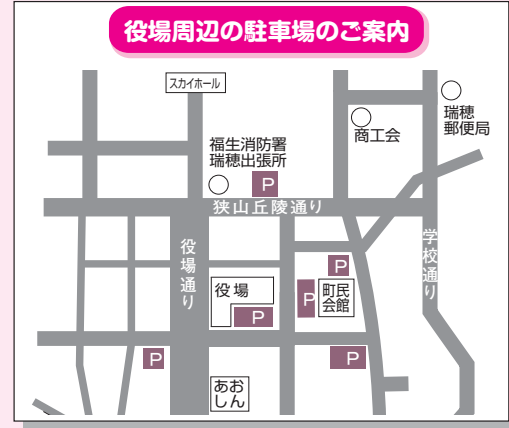 役場周辺の駐車場のご案内
スカイホール
瑞穂
郵便局
商工会
福生消防署
瑞穂出張所
P
狭山丘陵通り
役場通り
学校通り
P
役場
P
町民
会館
P
P
P
あお
しん